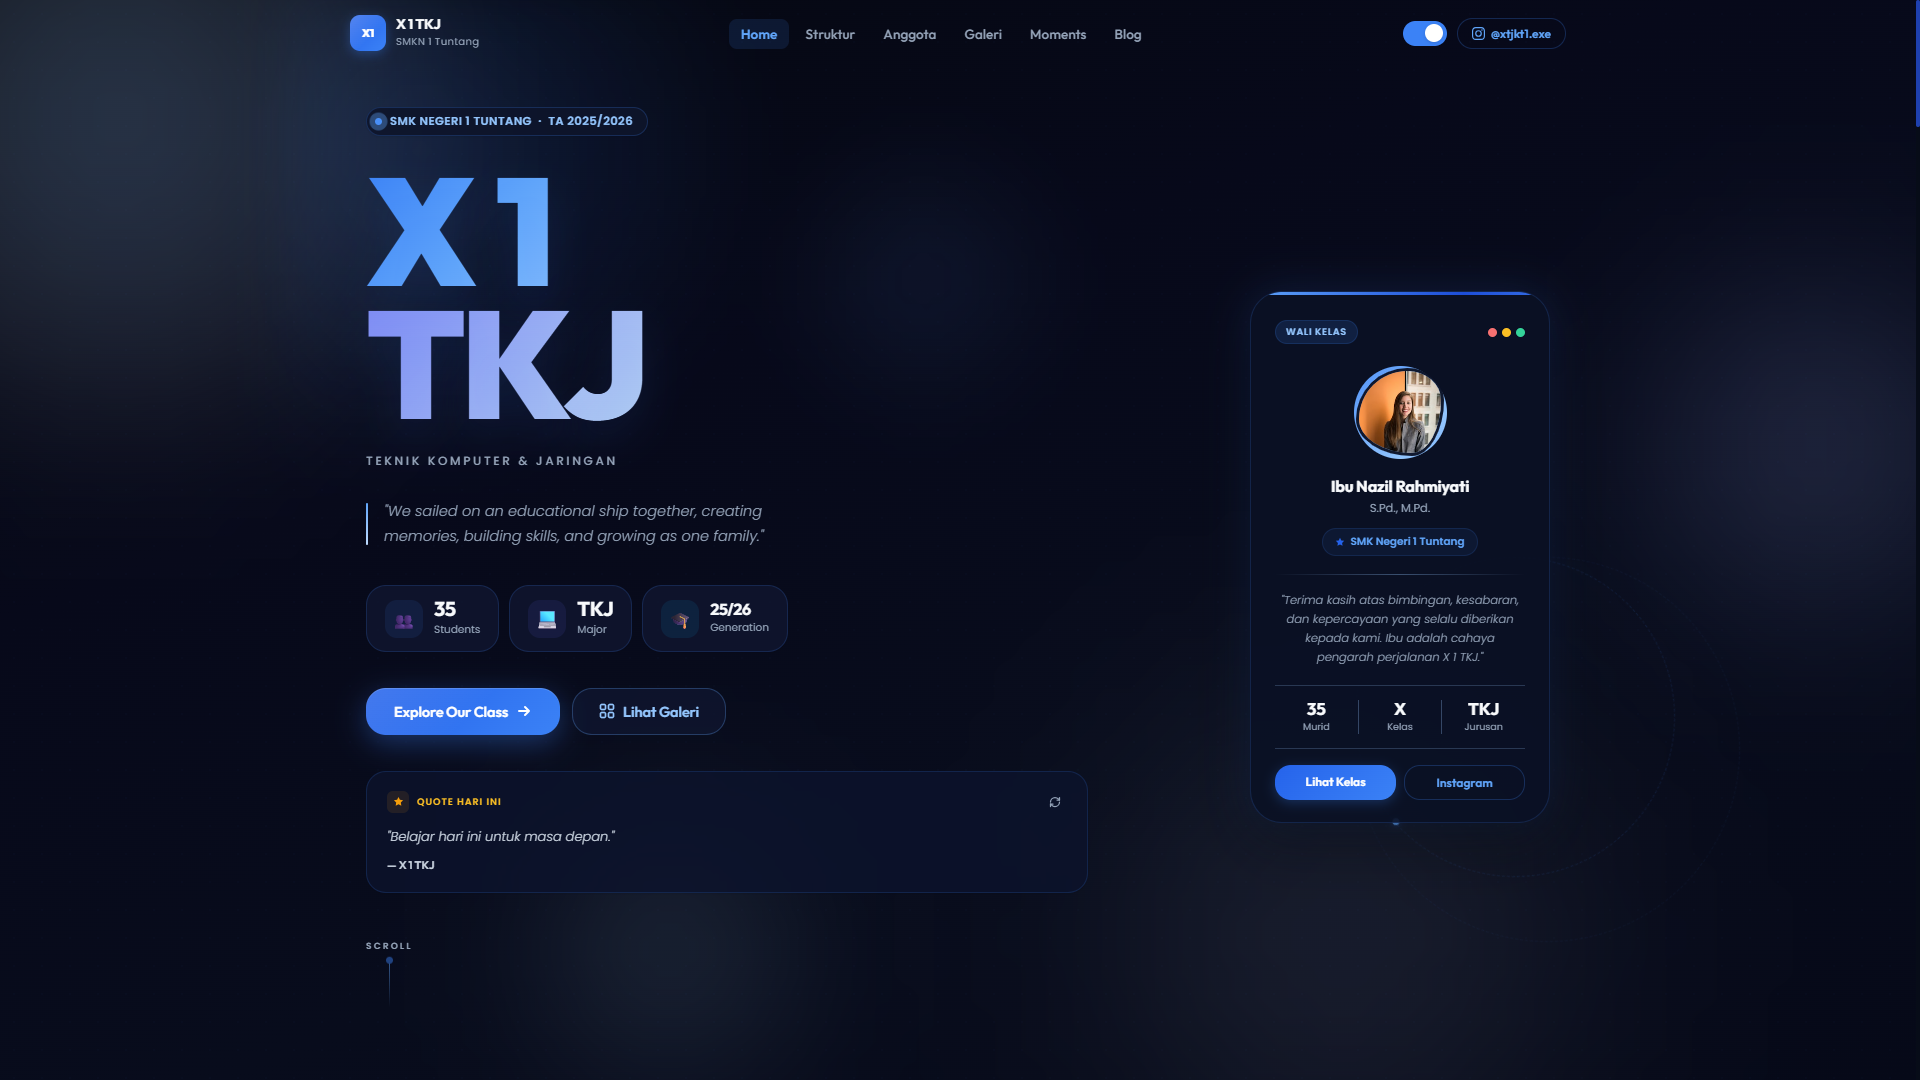 X1
X1TKJ
SMKN 1 Tuntang
Home
Struktur
Anggota
Galeri
Moments
Blog
@xtjkt1.exe
SMK NEGERI 1 TUNTANG · TA 2025/2026
X 1
TKJ
TEKNIK KOMPUTER & JARINGAN
"We sailed on an educational ship together, creating
memories, building skills, and growing as one family."
35
Students
TKJ
Major
25/26
Generation
Explore Our Class →
Lihat Galeri
QUOTE HARI INI
"Belajar hari ini untuk masa depan."
— X1TKJ
SCROLL
WALI KELAS
Ibu Nazil Rahmiyati
S.Pd., M.Pd.
SMK Negeri 1 Tuntang
"Terima kasih atas bimbingan, kesabaran,
dan kepercayaan yang selalu diberikan
kepada kami. Ibu adalah cahaya
pengarah perjalanan X 1 TKJ."
35
Murid
X
Kelas
TKJ
Jurusan
Lihat Kelas
Instagram